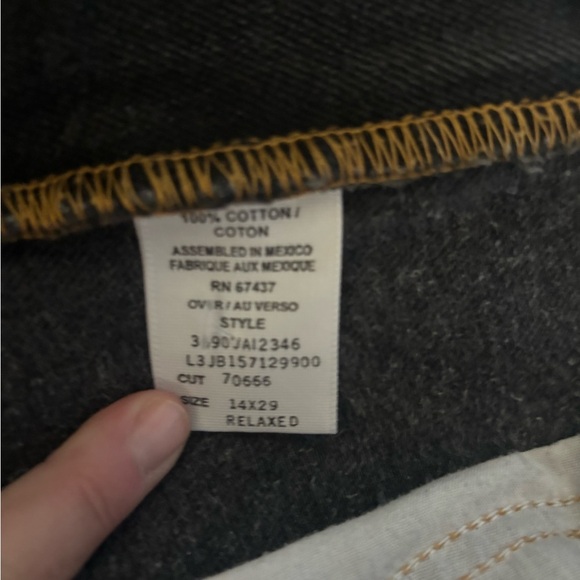 100% COTTON/
COTON
ASSEMBLED IN MEXICO
FABRIQUE AUX MEXIQUE
RN 67437
OVER/AU VERSO
STYLE
L3JB157129900
CUT 70666
SIZE 14X29
RELAXED